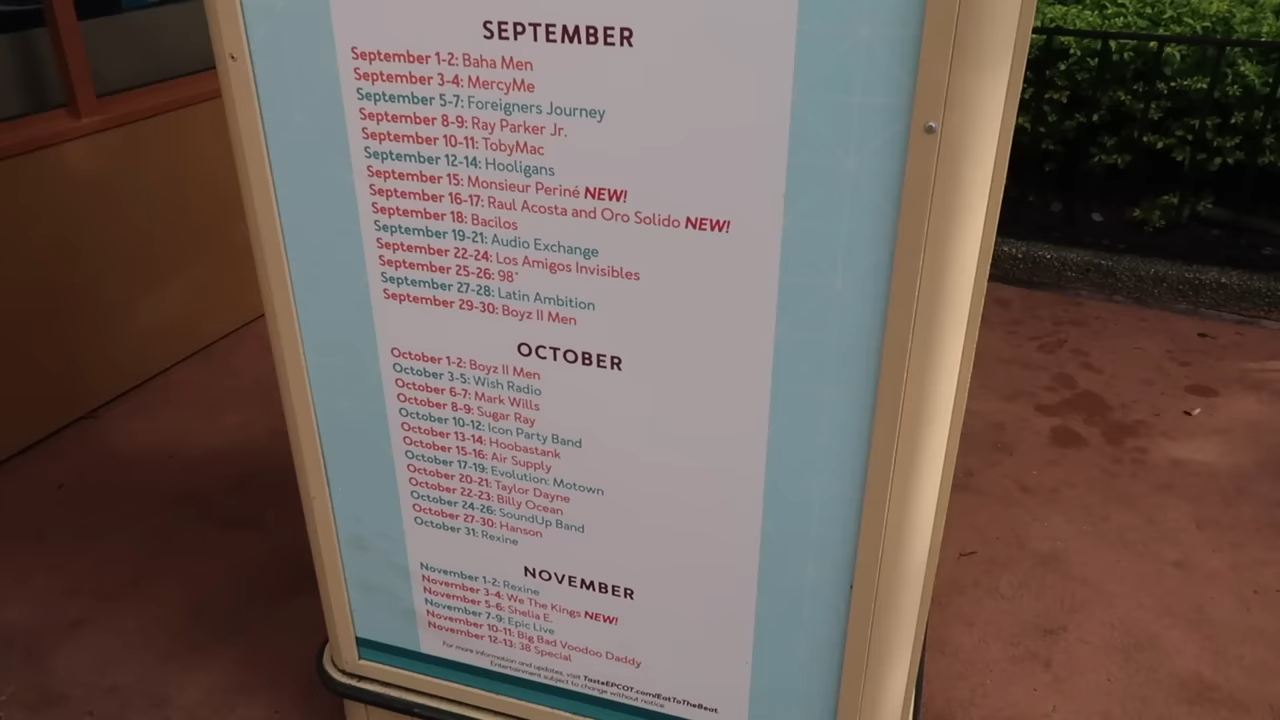 SEPTEMBER
September 1-2: Baha Men
September 3-4: MercyMe
September 5-7: Foreigners Journey
September 8-9: Ray Parker Jr.
September 10-11: TobyMac
September 12-14: Hooligans
September 15: Monsieur Periné NEW!
September 16-17: Raul Acosta and Oro Solido NEW!
September 18: Bacilos
September 19-21: Audio Exchange
September 22-24: Los Amigos Invisibles
September 25-26: 98°
September 27-28: Latin Ambition
September 29-30: Boyz II Men
OCTOBER
October 1-2: Boyz II Men
October 3-5: Wish Radio
October 6-7: Mark Wills
October 8-9: Sugar Ray
October 10-12: Icon Party Band
October 13-14: Hoobastank
October 15-16: Air Supply
October 17-19: Evolution: Motown
October 20-21: Taylor Dayne
October 22-23: Billy Ocean
October 24-26: SoundUp Band
October 27-30: Hanson
October 31: Rexine
NOVEMBER
November 1-2: Rexine
November 3-4: We The Kings NEW!
November 5-6: Shelia E.
November 7-9: Epic Live
November 10-11: Big Bad Voodoo Daddy
November 12-13: 38 Special
For more information and updates, visit TasteEPCOT.com/EatToTheBeat.
Entertainment subject to change without notice.